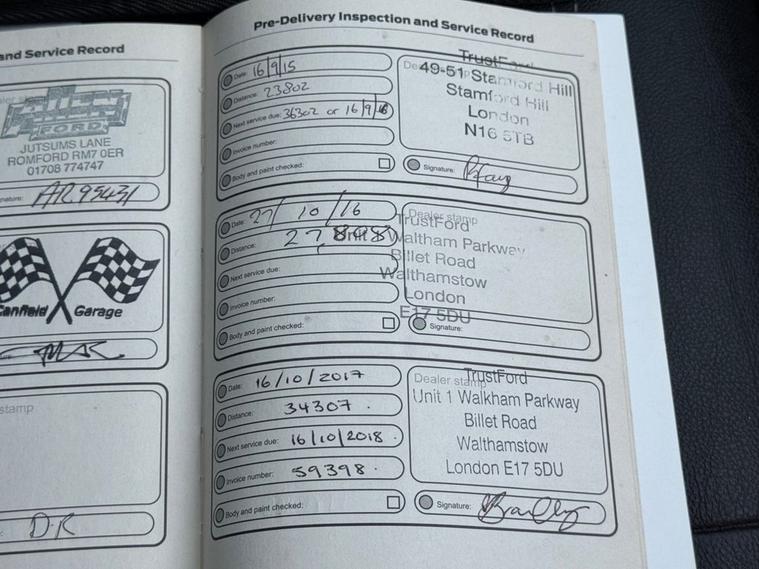 and Service Record
FORD
JUTSUMS LANE
ROMFORD RM7 0ER
01708 774747
nature:
AR95431
Canfield Garage
stamp
D.R
Pre-Delivery Inspection and Service Record
Date: 16/9/15
Distance: 23802
Next service due: 36302 or 16/9/16
Invoice number:
Body and paint checked:
TrustFord
49-51 Stamford Hill
Stamford Hill
London
N16 5TB
Signature:
Date: 27/10/16
Distance: 27,
Next service due:
Invoice number:
Body and paint checked:
Dealer stamp
TrustFord
Waltham Parkway
Billet Road
Walthamstow
London
E17 5DU
Signature:
Date: 16/10/2017
Distance: 34307.
Next service due: 16/10/2018.
Invoice number: 59398.
Body and paint checked:
Dealer stamp
TrustFord
Unit 1 Walkham Parkway
Billet Road
Walthamstow
London E17 5DU
Signature: